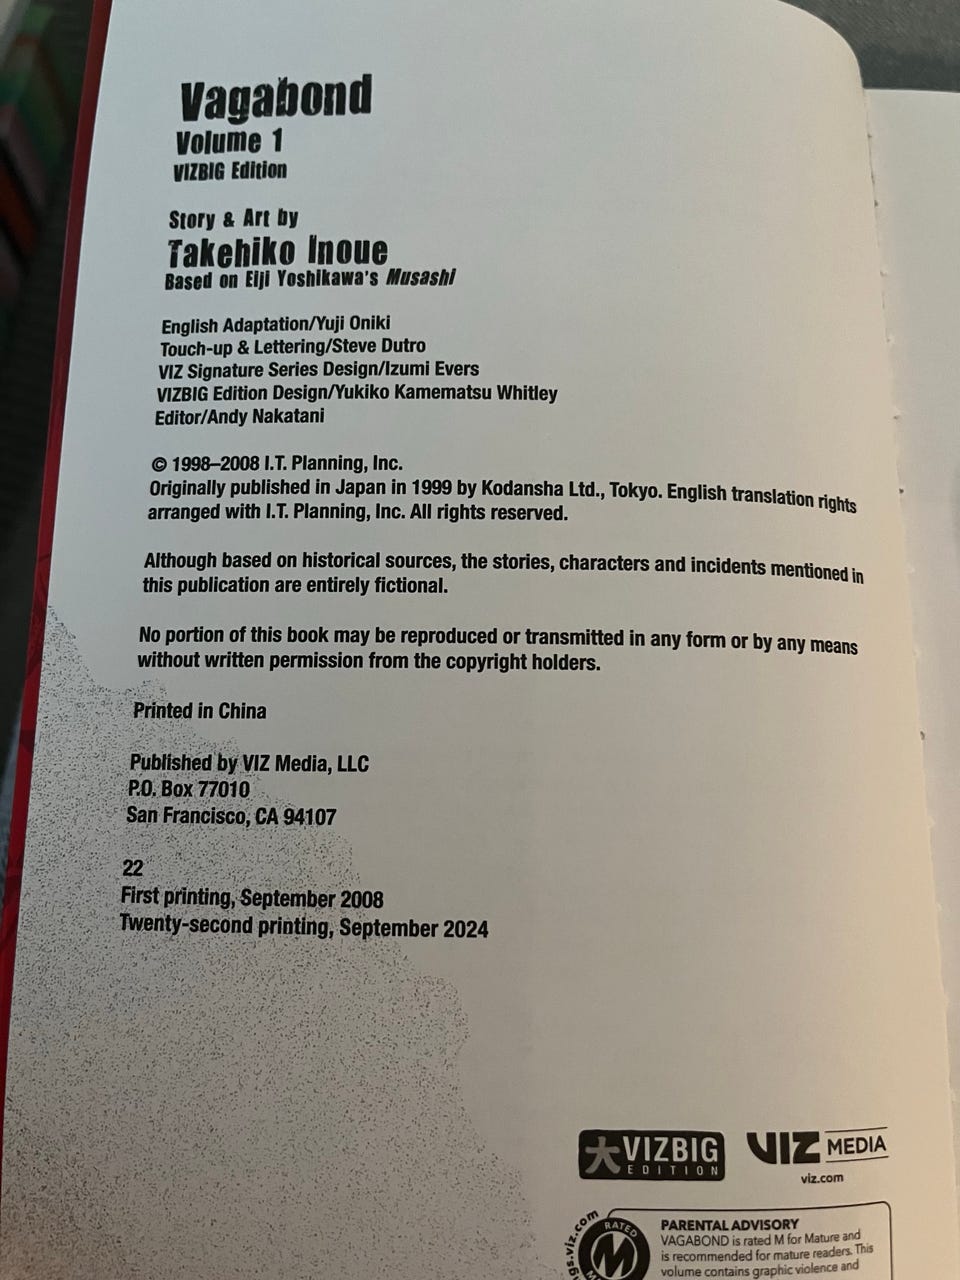 Vagabond
Volume 1
VIZBIG Edition
Story & Art by
Takehiko Inoue
Based on Eiji Yoshikawa's Musashi
English Adaptation/Yuji Oniki
Touch-up & Lettering/Steve Dutro
VIZ Signature Series Design/Izumi Evers
VIZBIG Edition Design/Yukiko Kamematsu Whitley
Editor/Andy Nakatani
© 1998–2008 I.T. Planning, Inc.
Originally published in Japan in 1999 by Kodansha Ltd., Tokyo. English translation rights
arranged with I.T. Planning, Inc. All rights reserved.
Although based on historical sources, the stories, characters and incidents mentioned in
this publication are entirely fictional.
No portion of this book may be reproduced or transmitted in any form or by any means
without written permission from the copyright holders.
Printed in China
Published by VIZ Media, LLC
P.O. Box 77010
San Francisco, CA 94107
22
First printing, September 2008
Twenty-second printing, September 2024
大 VIZBIG
EDITION
VIZ MEDIA
viz.com
RATED
M
PARENTAL ADVISORY
VAGABOND is rated M for Mature and
is recommended for mature readers. This
volume contains graphic violence and